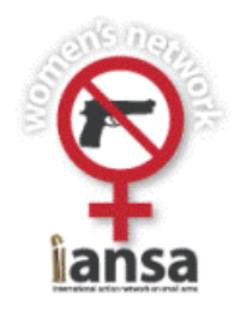 women's network
iansa
international action network on small arms